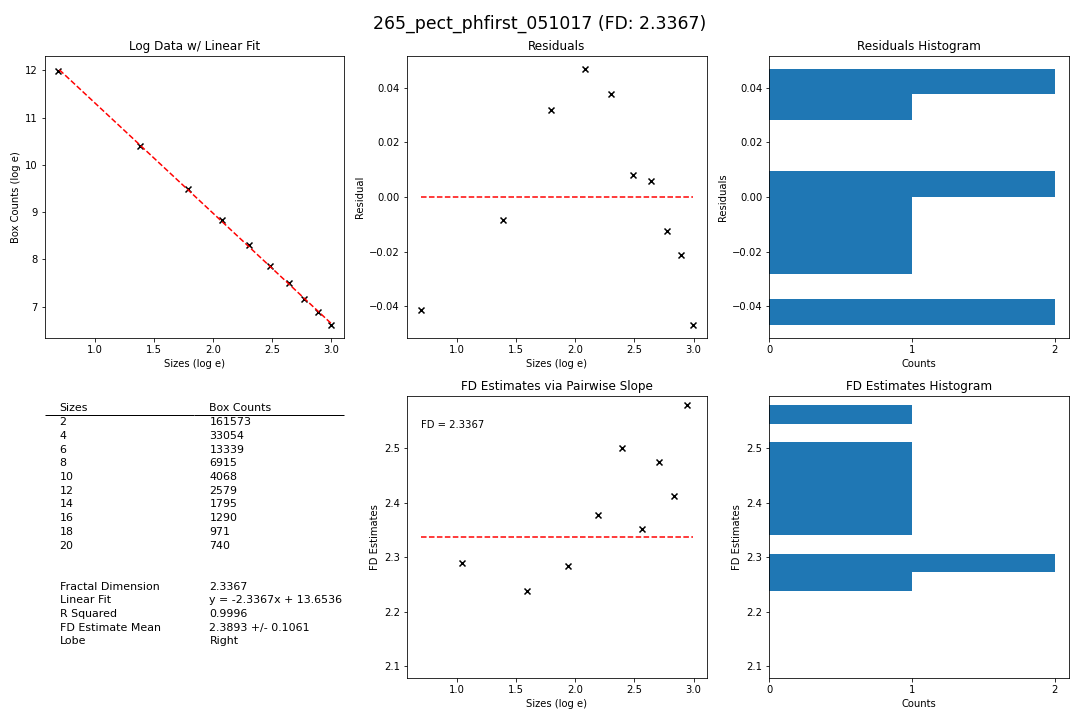 265_pect_phfirst_051017 (FD: 2.3367)
Log Data w/ Linear Fit
Box Counts (log e)
12
11
10
9
8
7
1.0 1.5 2.0 2.5 3.0
Sizes (log e)
Residuals
Residual
0.04
0.02
0.00
−0.02
−0.04
1.0 1.5 2.0 2.5 3.0
Sizes (log e)
Residuals Histogram
Residuals
0.04
0.02
0.00
−0.02
−0.04
0 1 2
Counts
Sizes Box Counts
2 161573
4 33054
6 13339
8 6915
10 4068
12 2579
14 1795
16 1290
18 971
20 740
Fractal Dimension 2.3367
Linear Fit y = -2.3367x + 13.6536
R Squared 0.9996
FD Estimate Mean 2.3893 +/- 0.1061
Lobe Right
FD Estimates via Pairwise Slope
FD = 2.3367
FD Estimates
2.5
2.4
2.3
2.2
2.1
1.0 1.5 2.0 2.5 3.0
Sizes (log e)
FD Estimates Histogram
FD Estimates
2.5
2.4
2.3
2.2
2.1
0 1 2
Counts